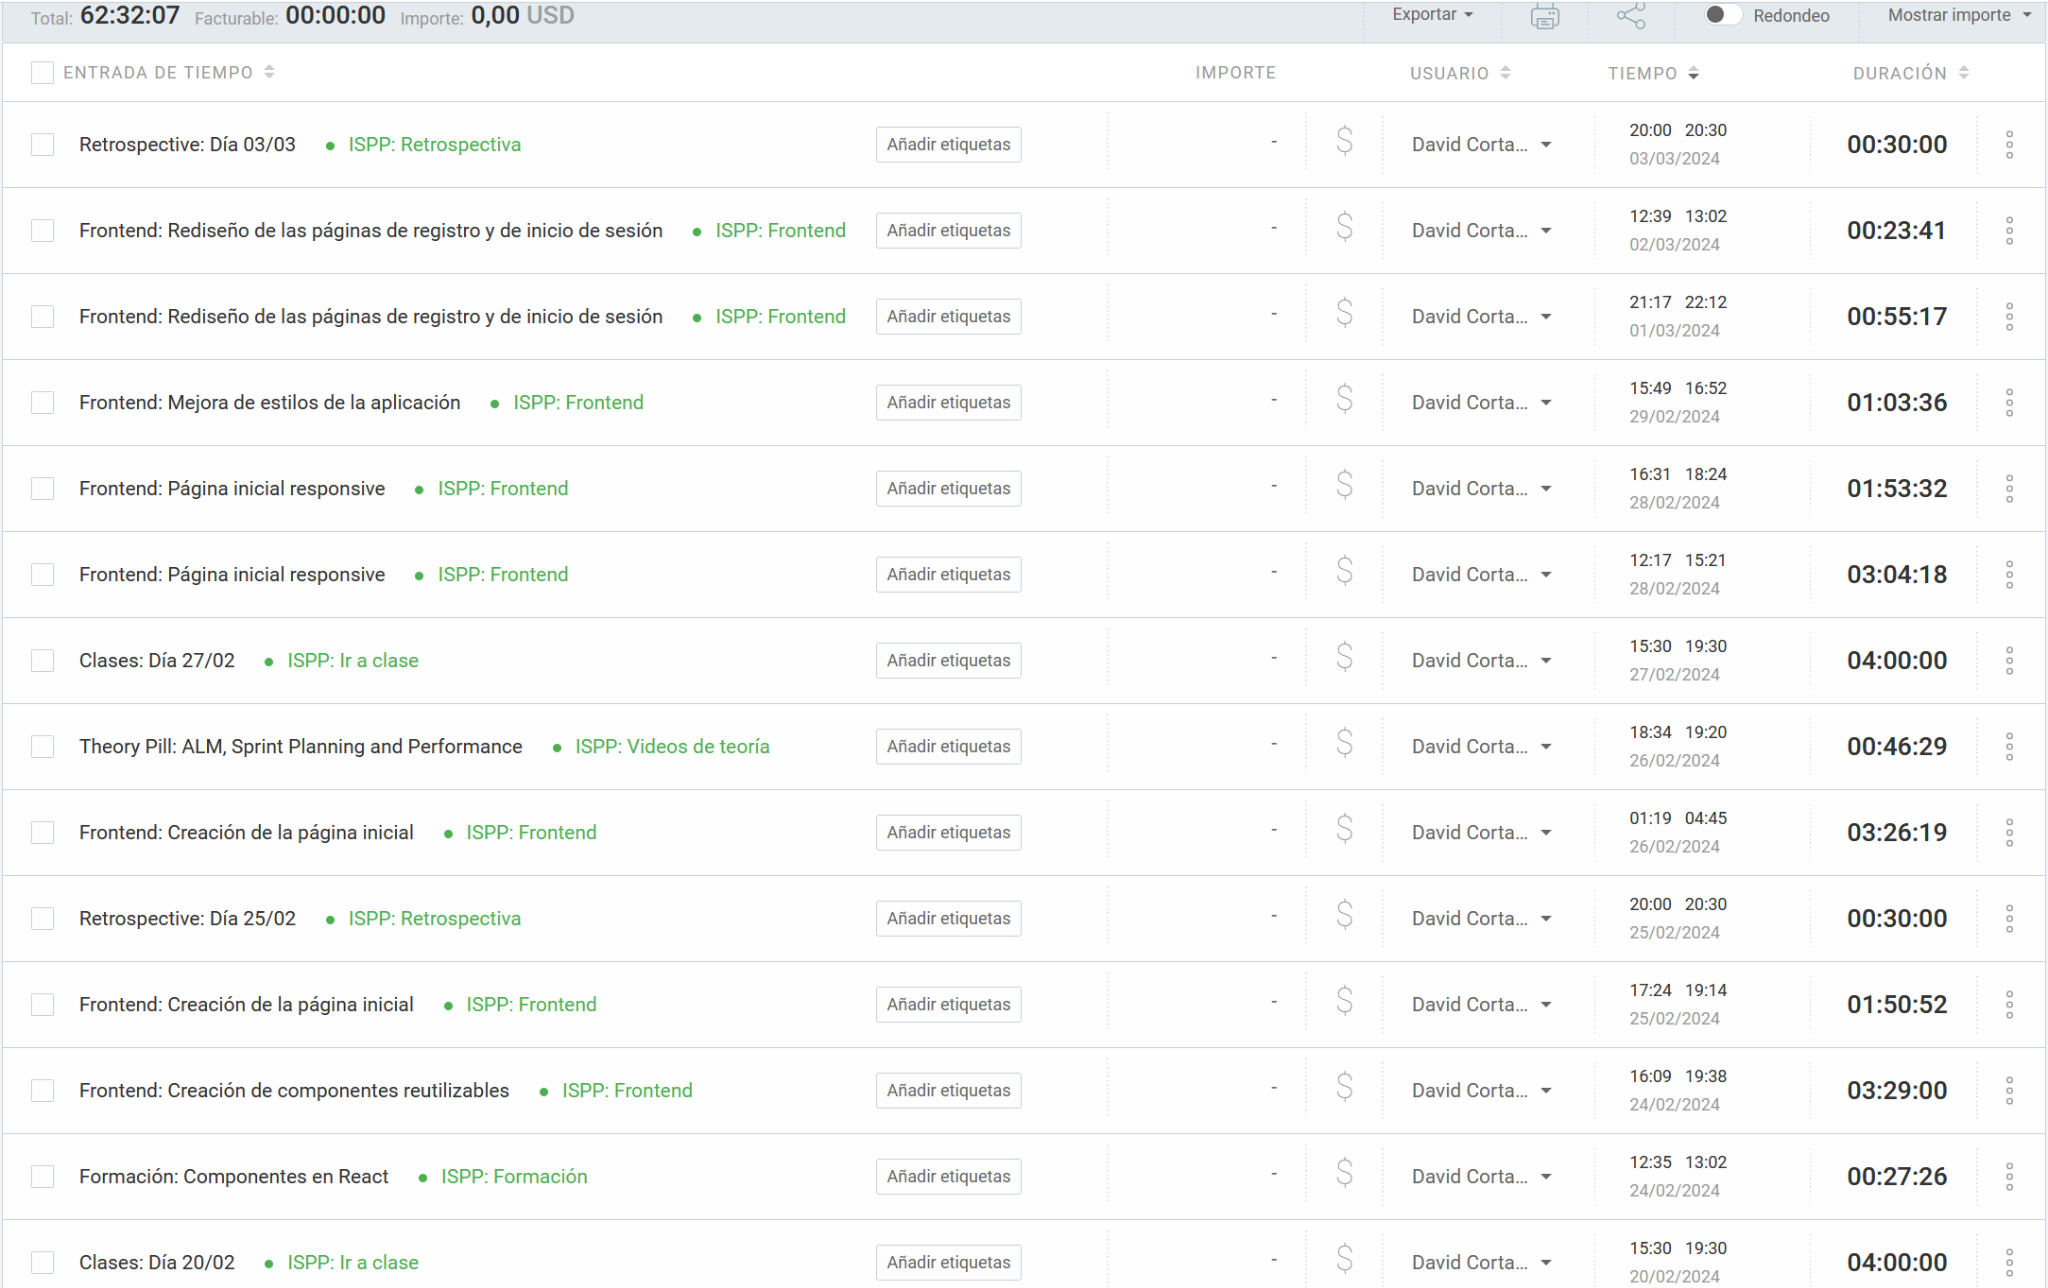 Total: 62:32:07 Facturable: 00:00:00 Importe: 0,00 USD Exportar Redondeo Mostrar importe
ENTRADA DE TIEMPO IMPORTE USUARIO TIEMPO DURACIÓN
Retrospective: Día 03/03 ISPP: Retrospectiva Añadir etiquetas - $ David Corta... 20:00 20:30 00:30:00
03/03/2024
Frontend: Rediseño de las páginas de registro y de inicio de sesión ISPP: Frontend Añadir etiquetas - $ David Corta... 12:39 13:02 00:23:41
02/03/2024
Frontend: Rediseño de las páginas de registro y de inicio de sesión ISPP: Frontend Añadir etiquetas - $ David Corta... 21:17 22:12 00:55:17
01/03/2024
Frontend: Mejora de estilos de la aplicación ISPP: Frontend Añadir etiquetas - $ David Corta... 15:49 16:52 01:03:36
29/02/2024
Frontend: Página inicial responsive ISPP: Frontend Añadir etiquetas - $ David Corta... 16:31 18:24 01:53:32
28/02/2024
Frontend: Página inicial responsive ISPP: Frontend Añadir etiquetas - $ David Corta... 12:17 15:21 03:04:18
28/02/2024
Clases: Día 27/02 ISPP: Ir a clase Añadir etiquetas - $ David Corta... 15:30 19:30 04:00:00
27/02/2024
Theory Pill: ALM, Sprint Planning and Performance ISPP: Videos de teoría Añadir etiquetas - $ David Corta... 18:34 19:20 00:46:29
26/02/2024
Frontend: Creación de la página inicial ISPP: Frontend Añadir etiquetas - $ David Corta... 01:19 04:45 03:26:19
26/02/2024
Retrospective: Día 25/02 ISPP: Retrospectiva Añadir etiquetas - $ David Corta... 20:00 20:30 00:30:00
25/02/2024
Frontend: Creación de la página inicial ISPP: Frontend Añadir etiquetas - $ David Corta... 17:24 19:14 01:50:52
25/02/2024
Frontend: Creación de componentes reutilizables ISPP: Frontend Añadir etiquetas - $ David Corta... 16:09 19:38 03:29:00
24/02/2024
Formación: Componentes en React ISPP: Formación Añadir etiquetas - $ David Corta... 12:35 13:02 00:27:26
24/02/2024
Clases: Día 20/02 ISPP: Ir a clase Añadir etiquetas - $ David Corta... 15:30 19:30 04:00:00
20/02/2024